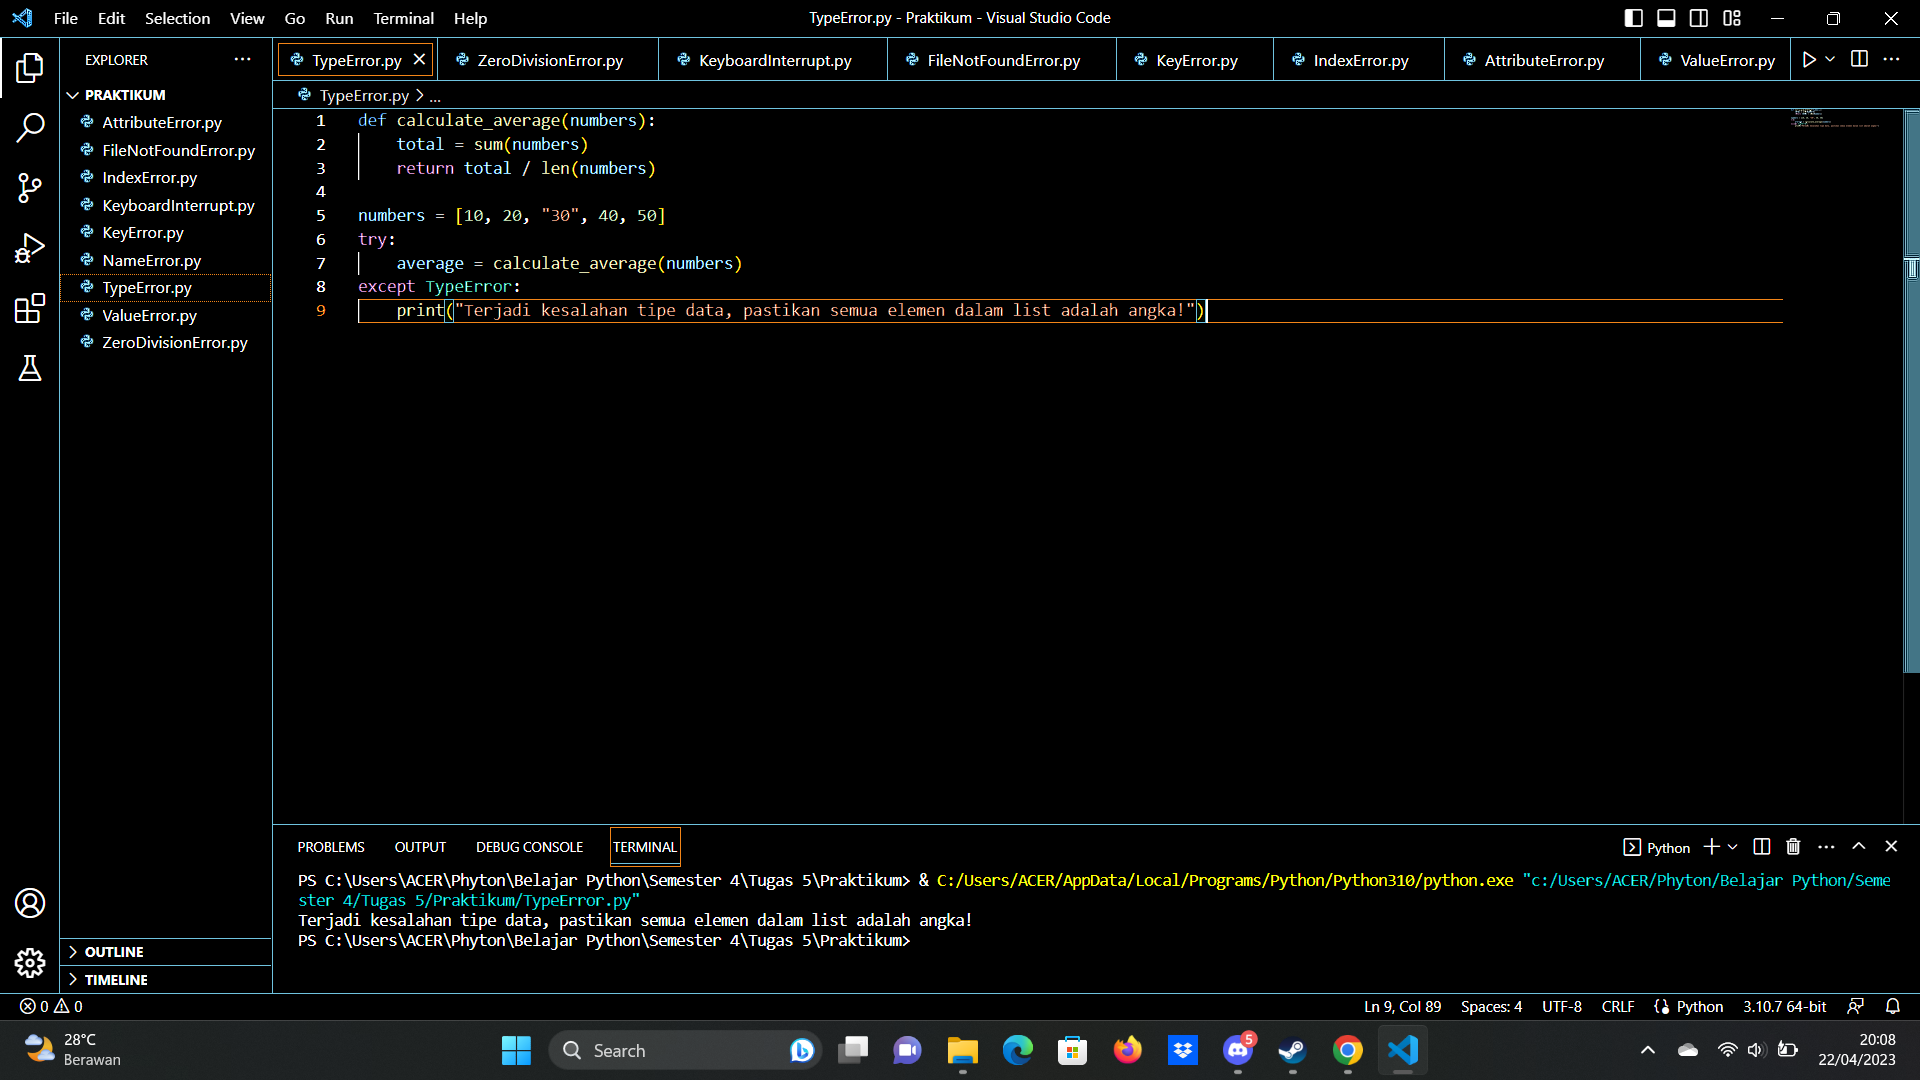 File Edit Selection View Go Run Terminal Help
TypeError.py - Praktikum - Visual Studio Code
EXPLORER
PRAKTIKUM
AttributeError.py
FileNotFoundError.py
IndexError.py
KeyboardInterrupt.py
KeyError.py
NameError.py
TypeError.py
ValueError.py
ZeroDivisionError.py
OUTLINE
TIMELINE
TypeError.py ZeroDivisionError.py KeyboardInterrupt.py FileNotFoundError.py KeyError.py IndexError.py AttributeError.py ValueError.py
TypeError.py > ...
1 def calculate_average(numbers):
2 total = sum(numbers)
3 return total / len(numbers)
4
5 numbers = [10, 20, "30", 40, 50]
6 try:
7 average = calculate_average(numbers)
8 except TypeError:
9 print("Terjadi kesalahan tipe data, pastikan semua elemen dalam list adalah angka!")
PROBLEMS OUTPUT DEBUG CONSOLE TERMINAL
Python
PS C:\Users\ACER\Phyton\Belajar Python\Semester 4\Tugas 5\Praktikum> & C:/Users/ACER/AppData/Local/Programs/Python/Python310/python.exe "c:/Users/ACER/Phyton/Belajar Python/Seme
ster 4/Tugas 5/Praktikum/TypeError.py"
Terjadi kesalahan tipe data, pastikan semua elemen dalam list adalah angka!
PS C:\Users\ACER\Phyton\Belajar Python\Semester 4\Tugas 5\Praktikum>
0 0
Ln 9, Col 89 Spaces: 4 UTF-8 CRLF Python 3.10.7 64-bit
28°C
Berawan
Search
5
20:08
22/04/2023